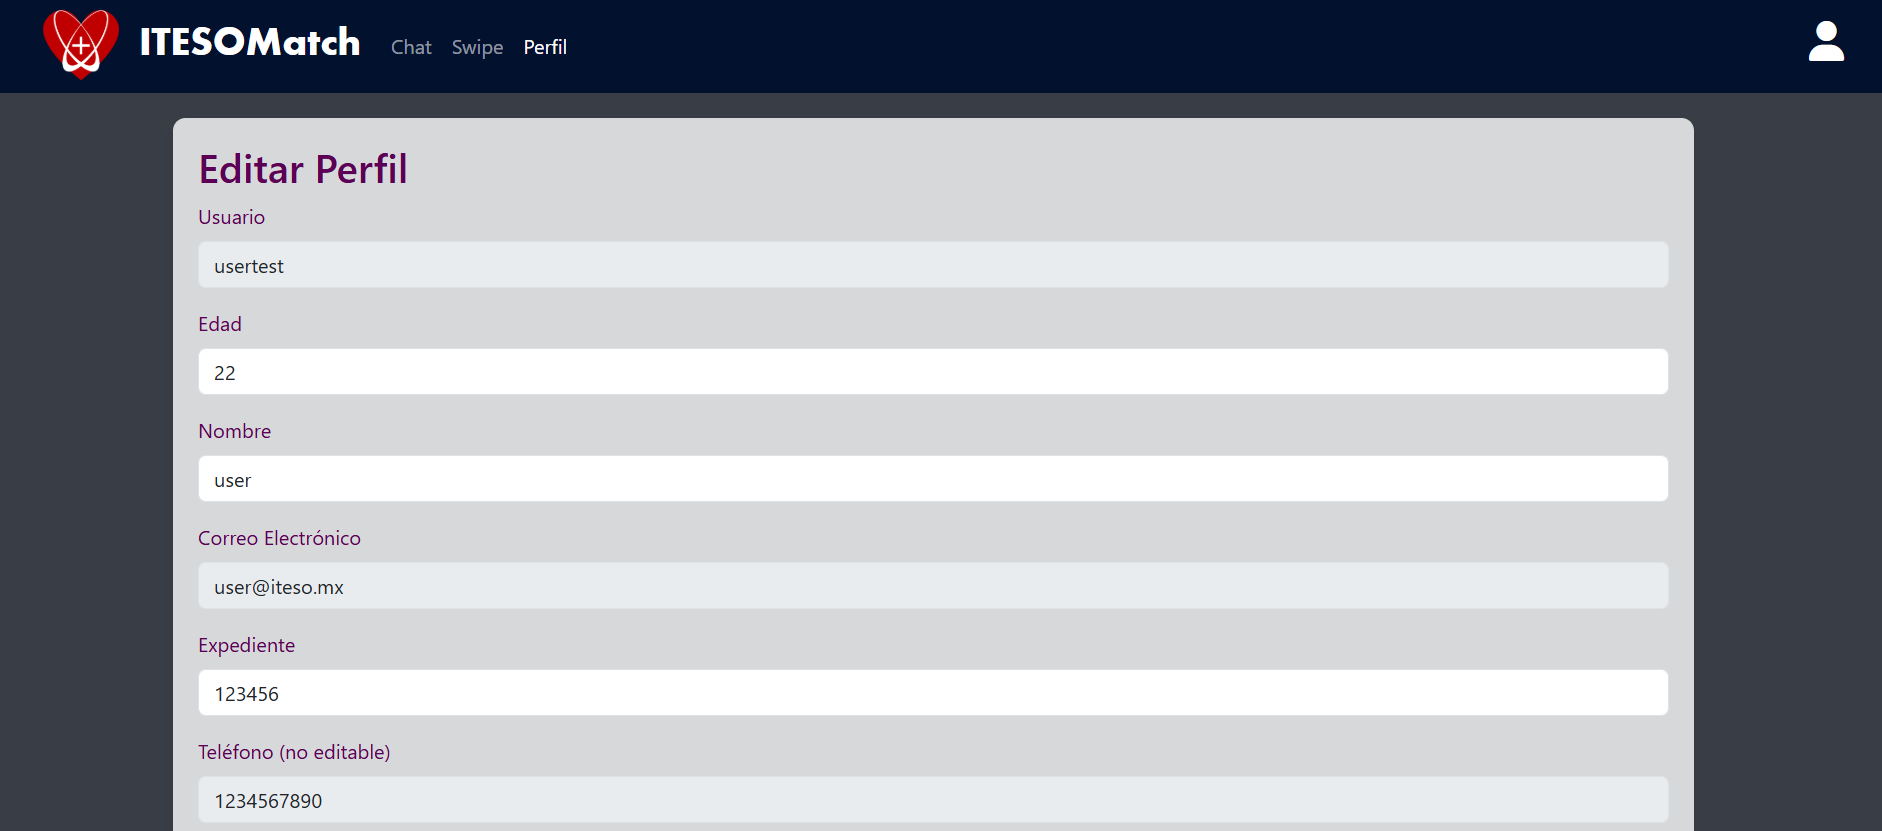 ITESOMatch Chat Swipe Perfil
Editar Perfil
Usuario
usertest
Edad
22
Nombre
user
Correo Electrónico
user@iteso.mx
Expediente
123456
Teléfono (no editable)
1234567890